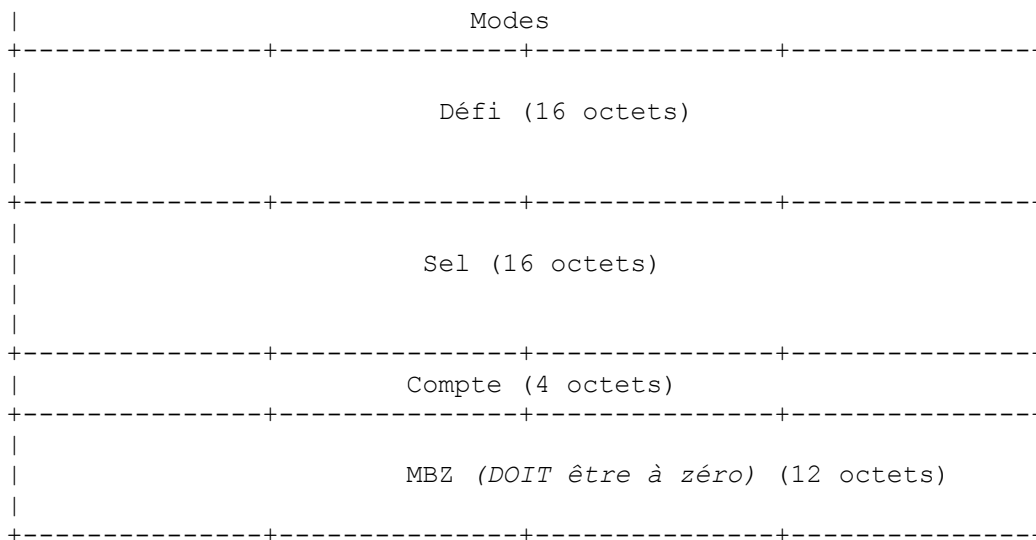 | Modes
+---------------+---------------+---------------+---------------+
|
| Défi (16 octets)
|
|
+---------------+---------------+---------------+---------------+
|
| Sel (16 octets)
|
|
+---------------+---------------+---------------+---------------+
| Compte (4 octets)
+---------------+---------------+---------------+---------------+
|
| MBZ (DOIT être à zéro) (12 octets)
|
+---------------+---------------+---------------+---------------+